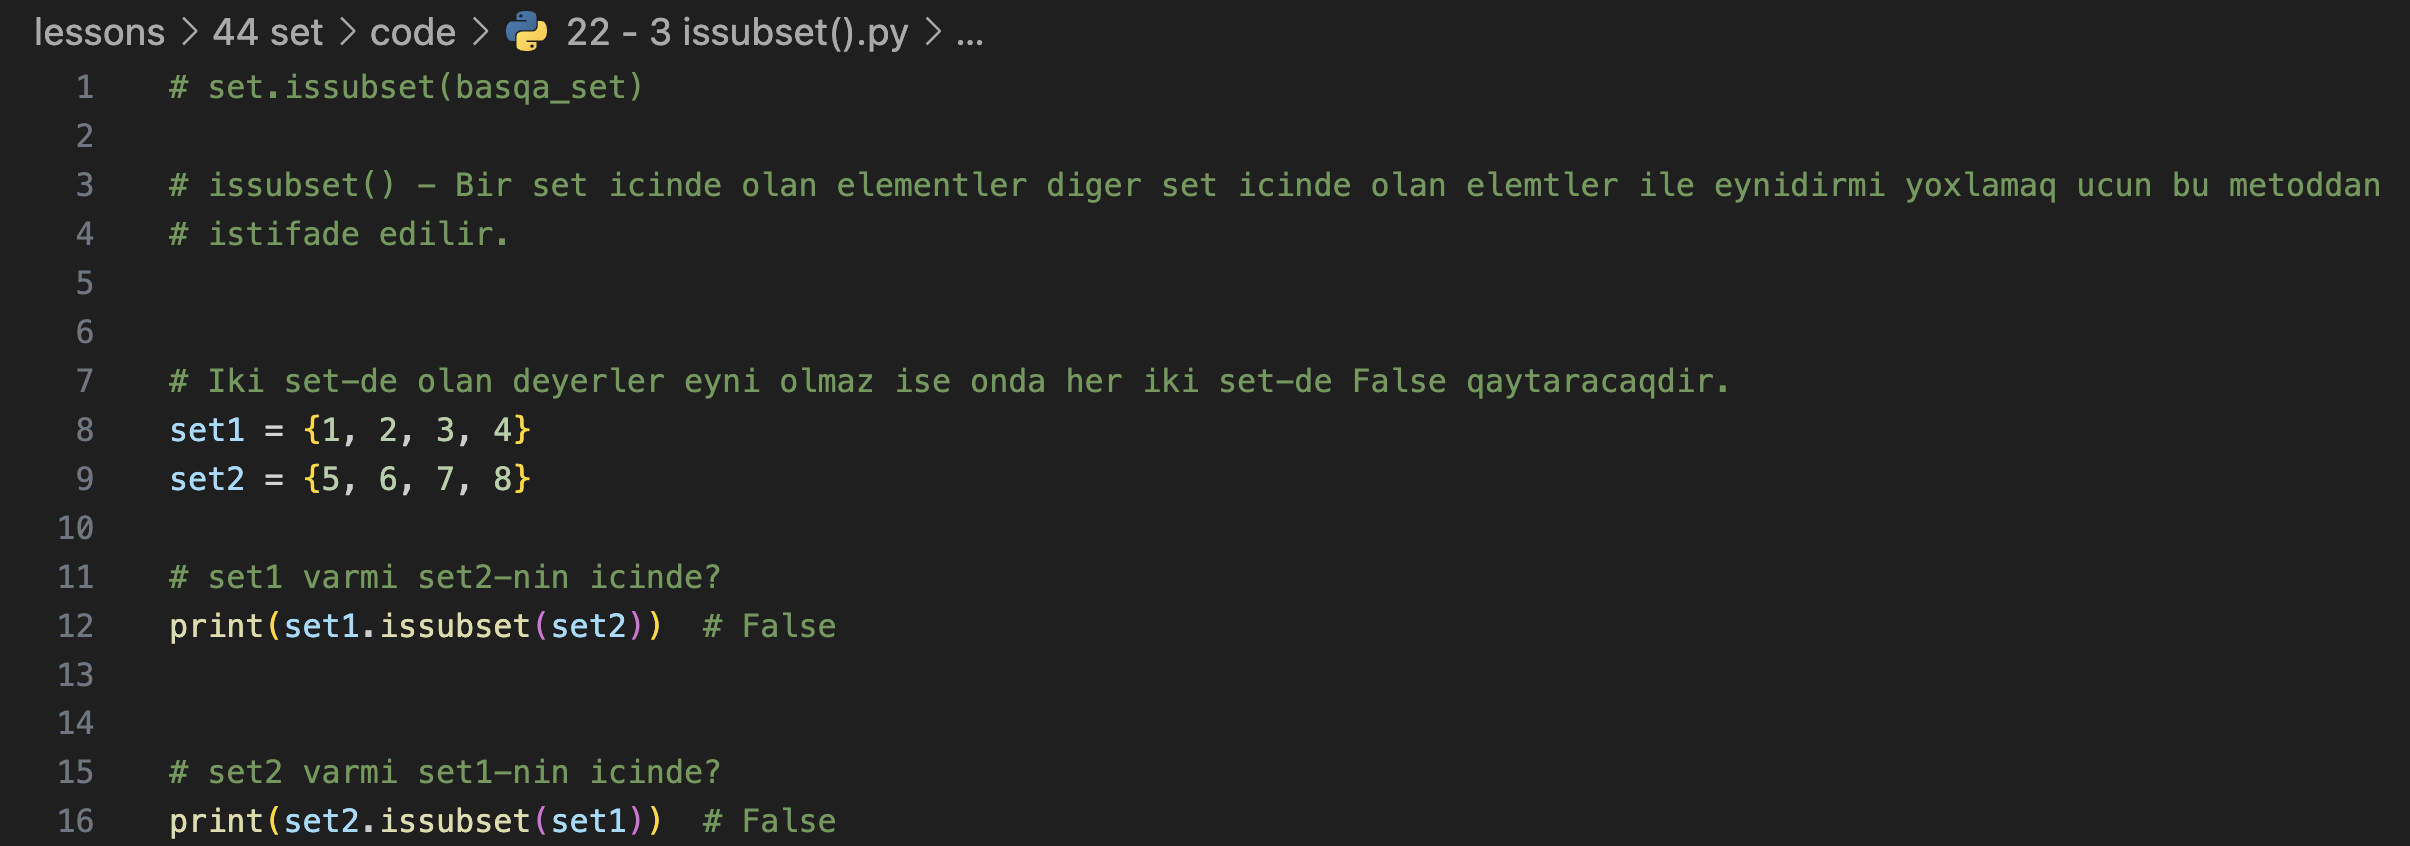 lessons > 44 set > code > 22 - 3 issubset().py > ...
1 # set.issubset(basqa_set)
2
3 # issubset() - Bir set icinde olan elementler diger set icinde olan elemtler ile eynidirmi yoxlamaq ucun bu metoddan
4 # istifade edilir.
5
6
7 # Iki set-de olan deyerler eyni olmaz ise onda her iki set-de False qaytaracaqdir.
8 set1 = {1, 2, 3, 4}
9 set2 = {5, 6, 7, 8}
10
11 # set1 varmi set2-nin icinde?
12 print(set1.issubset(set2))  # False
13
14
15 # set2 varmi set1-nin icinde?
16 print(set2.issubset(set1))  # False